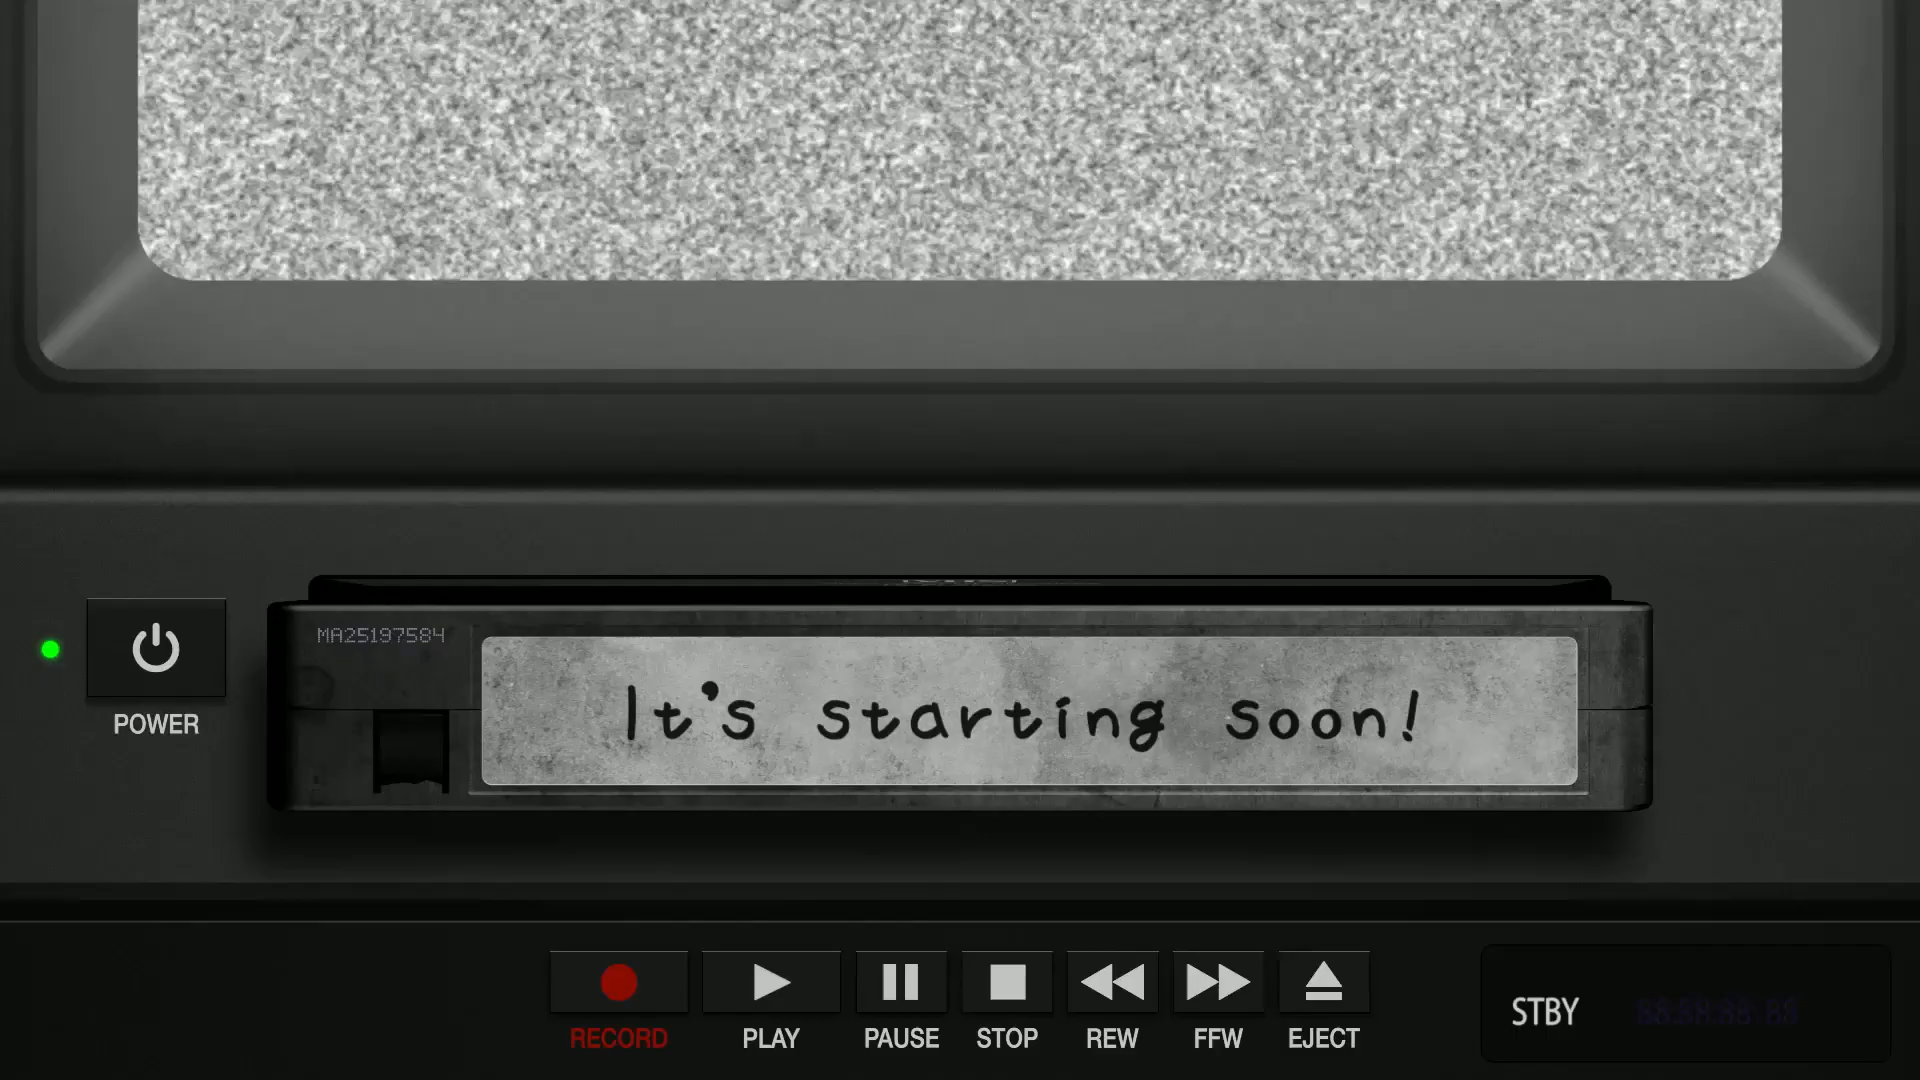 MA25197584
It's starting soon!
POWER
RECORD PLAY PAUSE STOP REW FFW EJECT
STBY